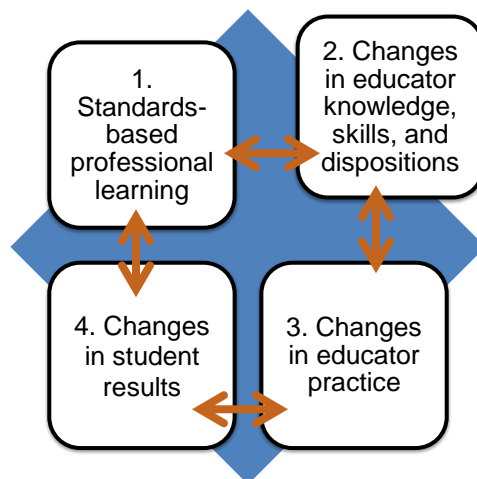 1.
Standards-
based
professional
learning
2. Changes
in educator
knowledge,
skills, and
dispositions
4. Changes
in student
results
3. Changes
in educator
practice